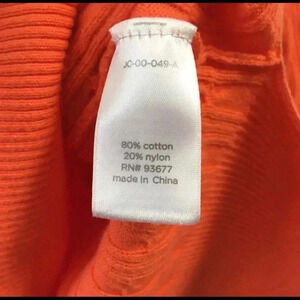 JC-00-049-A
80% cotton
20% nylon
RN# 93677
made in China